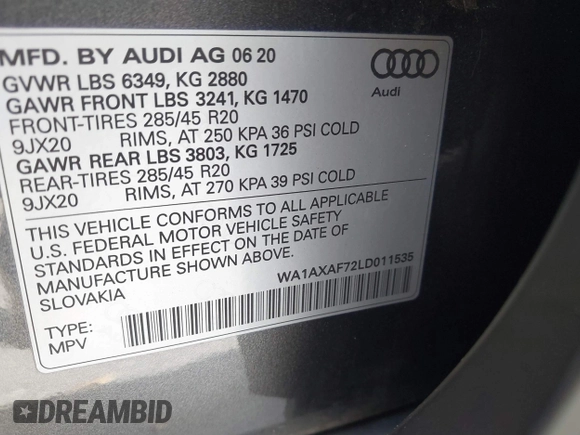 MFD. BY AUDI AG 06 20
GVWR LBS 6349, KG 2880
GAWR FRONT LBS 3241, KG 1470
FRONT-TIRES 285/45 R20
9JX20 RIMS, AT 250 KPA 36 PSI COLD
GAWR REAR LBS 3803, KG 1725
REAR-TIRES 285/45 R20
9JX20 RIMS, AT 270 KPA 39 PSI COLD
Audi
THIS VEHICLE CONFORMS TO ALL APPLICABLE
U.S. FEDERAL MOTOR VEHICLE SAFETY
STANDARDS IN EFFECT ON THE DATE OF
MANUFACTURE SHOWN ABOVE.
SLOVAKIA
WA1AXAF72LD011535
TYPE:
MPV
DREAMBID